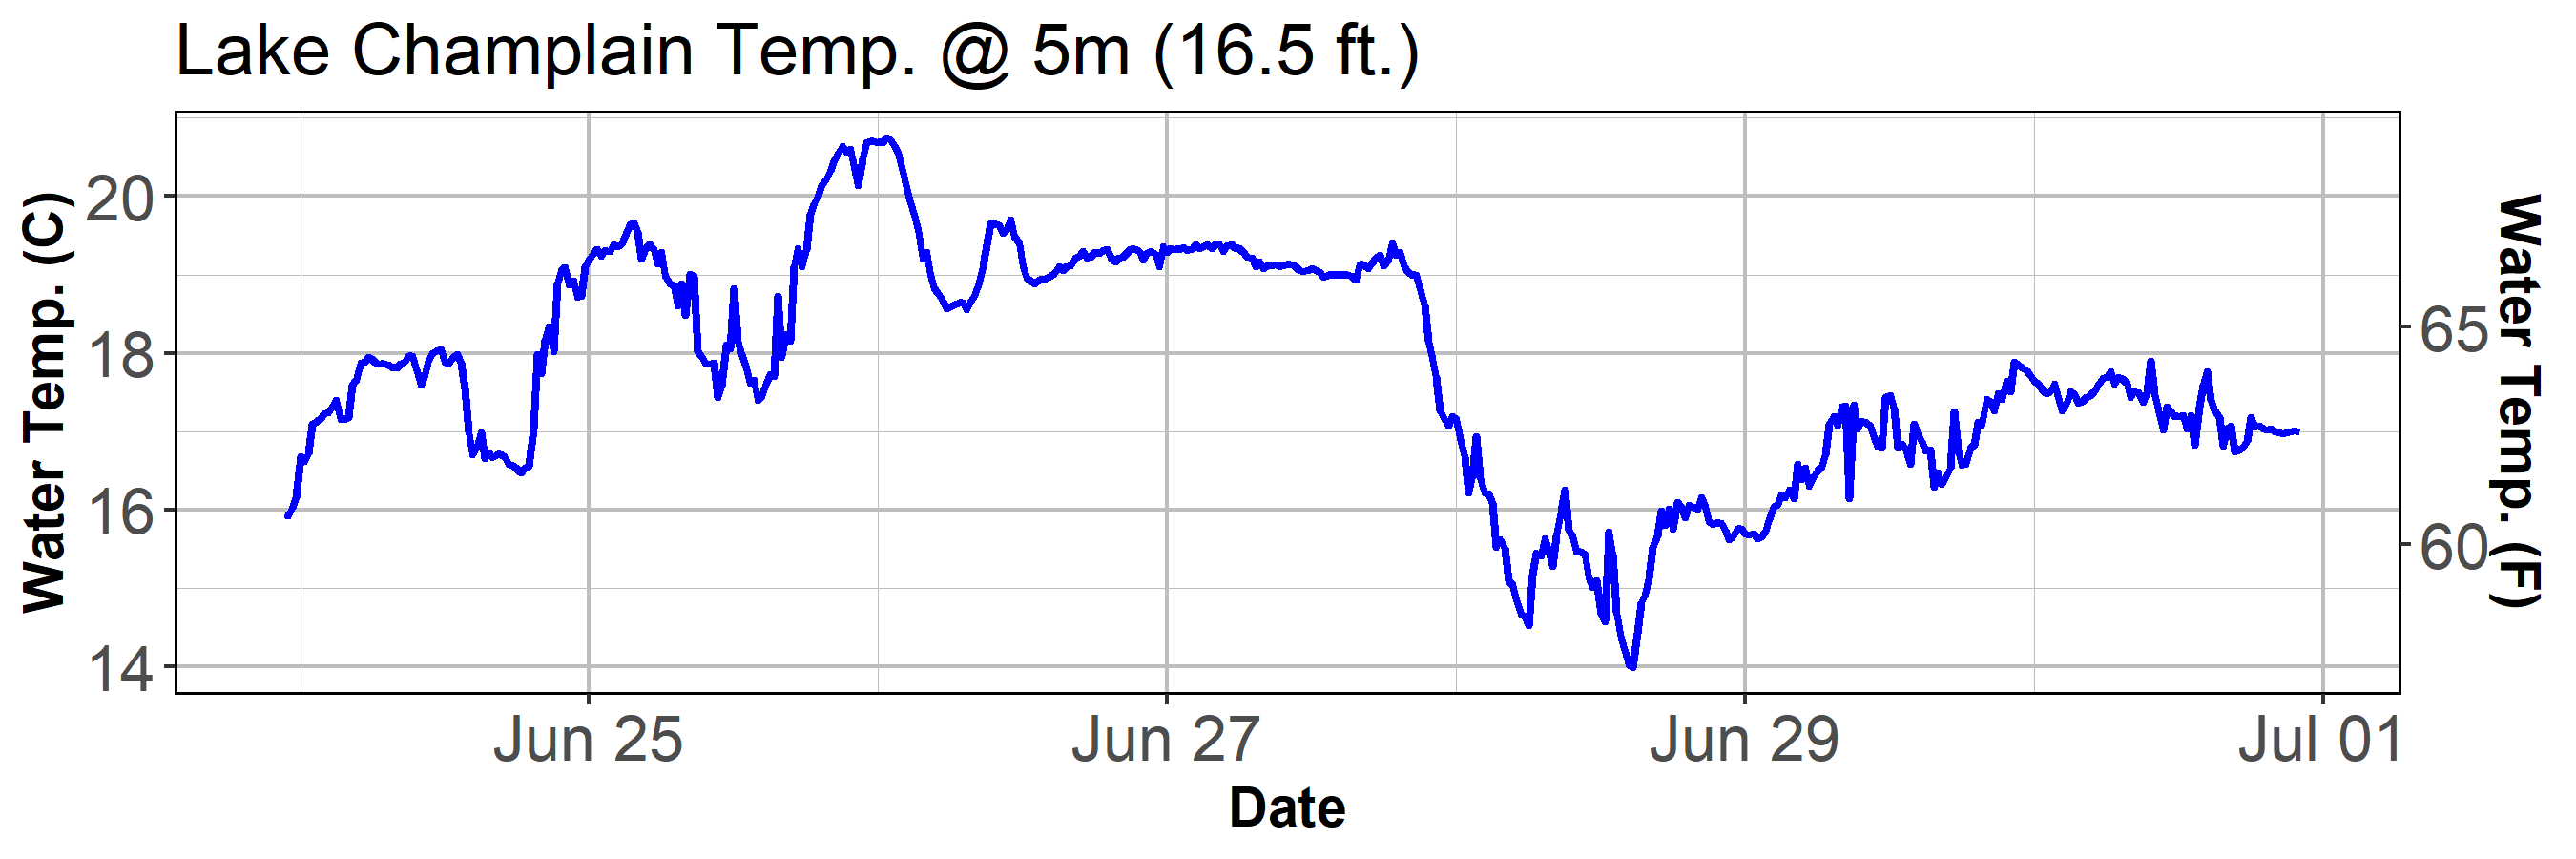 Lake Champlain Temp. @ 5m (16.5 ft.)
Water Temp. (C)
20
18
16
14
65
60
Water Temp. (F)
Jun 25
Jun 27
Jun 29
Jul 01
Date